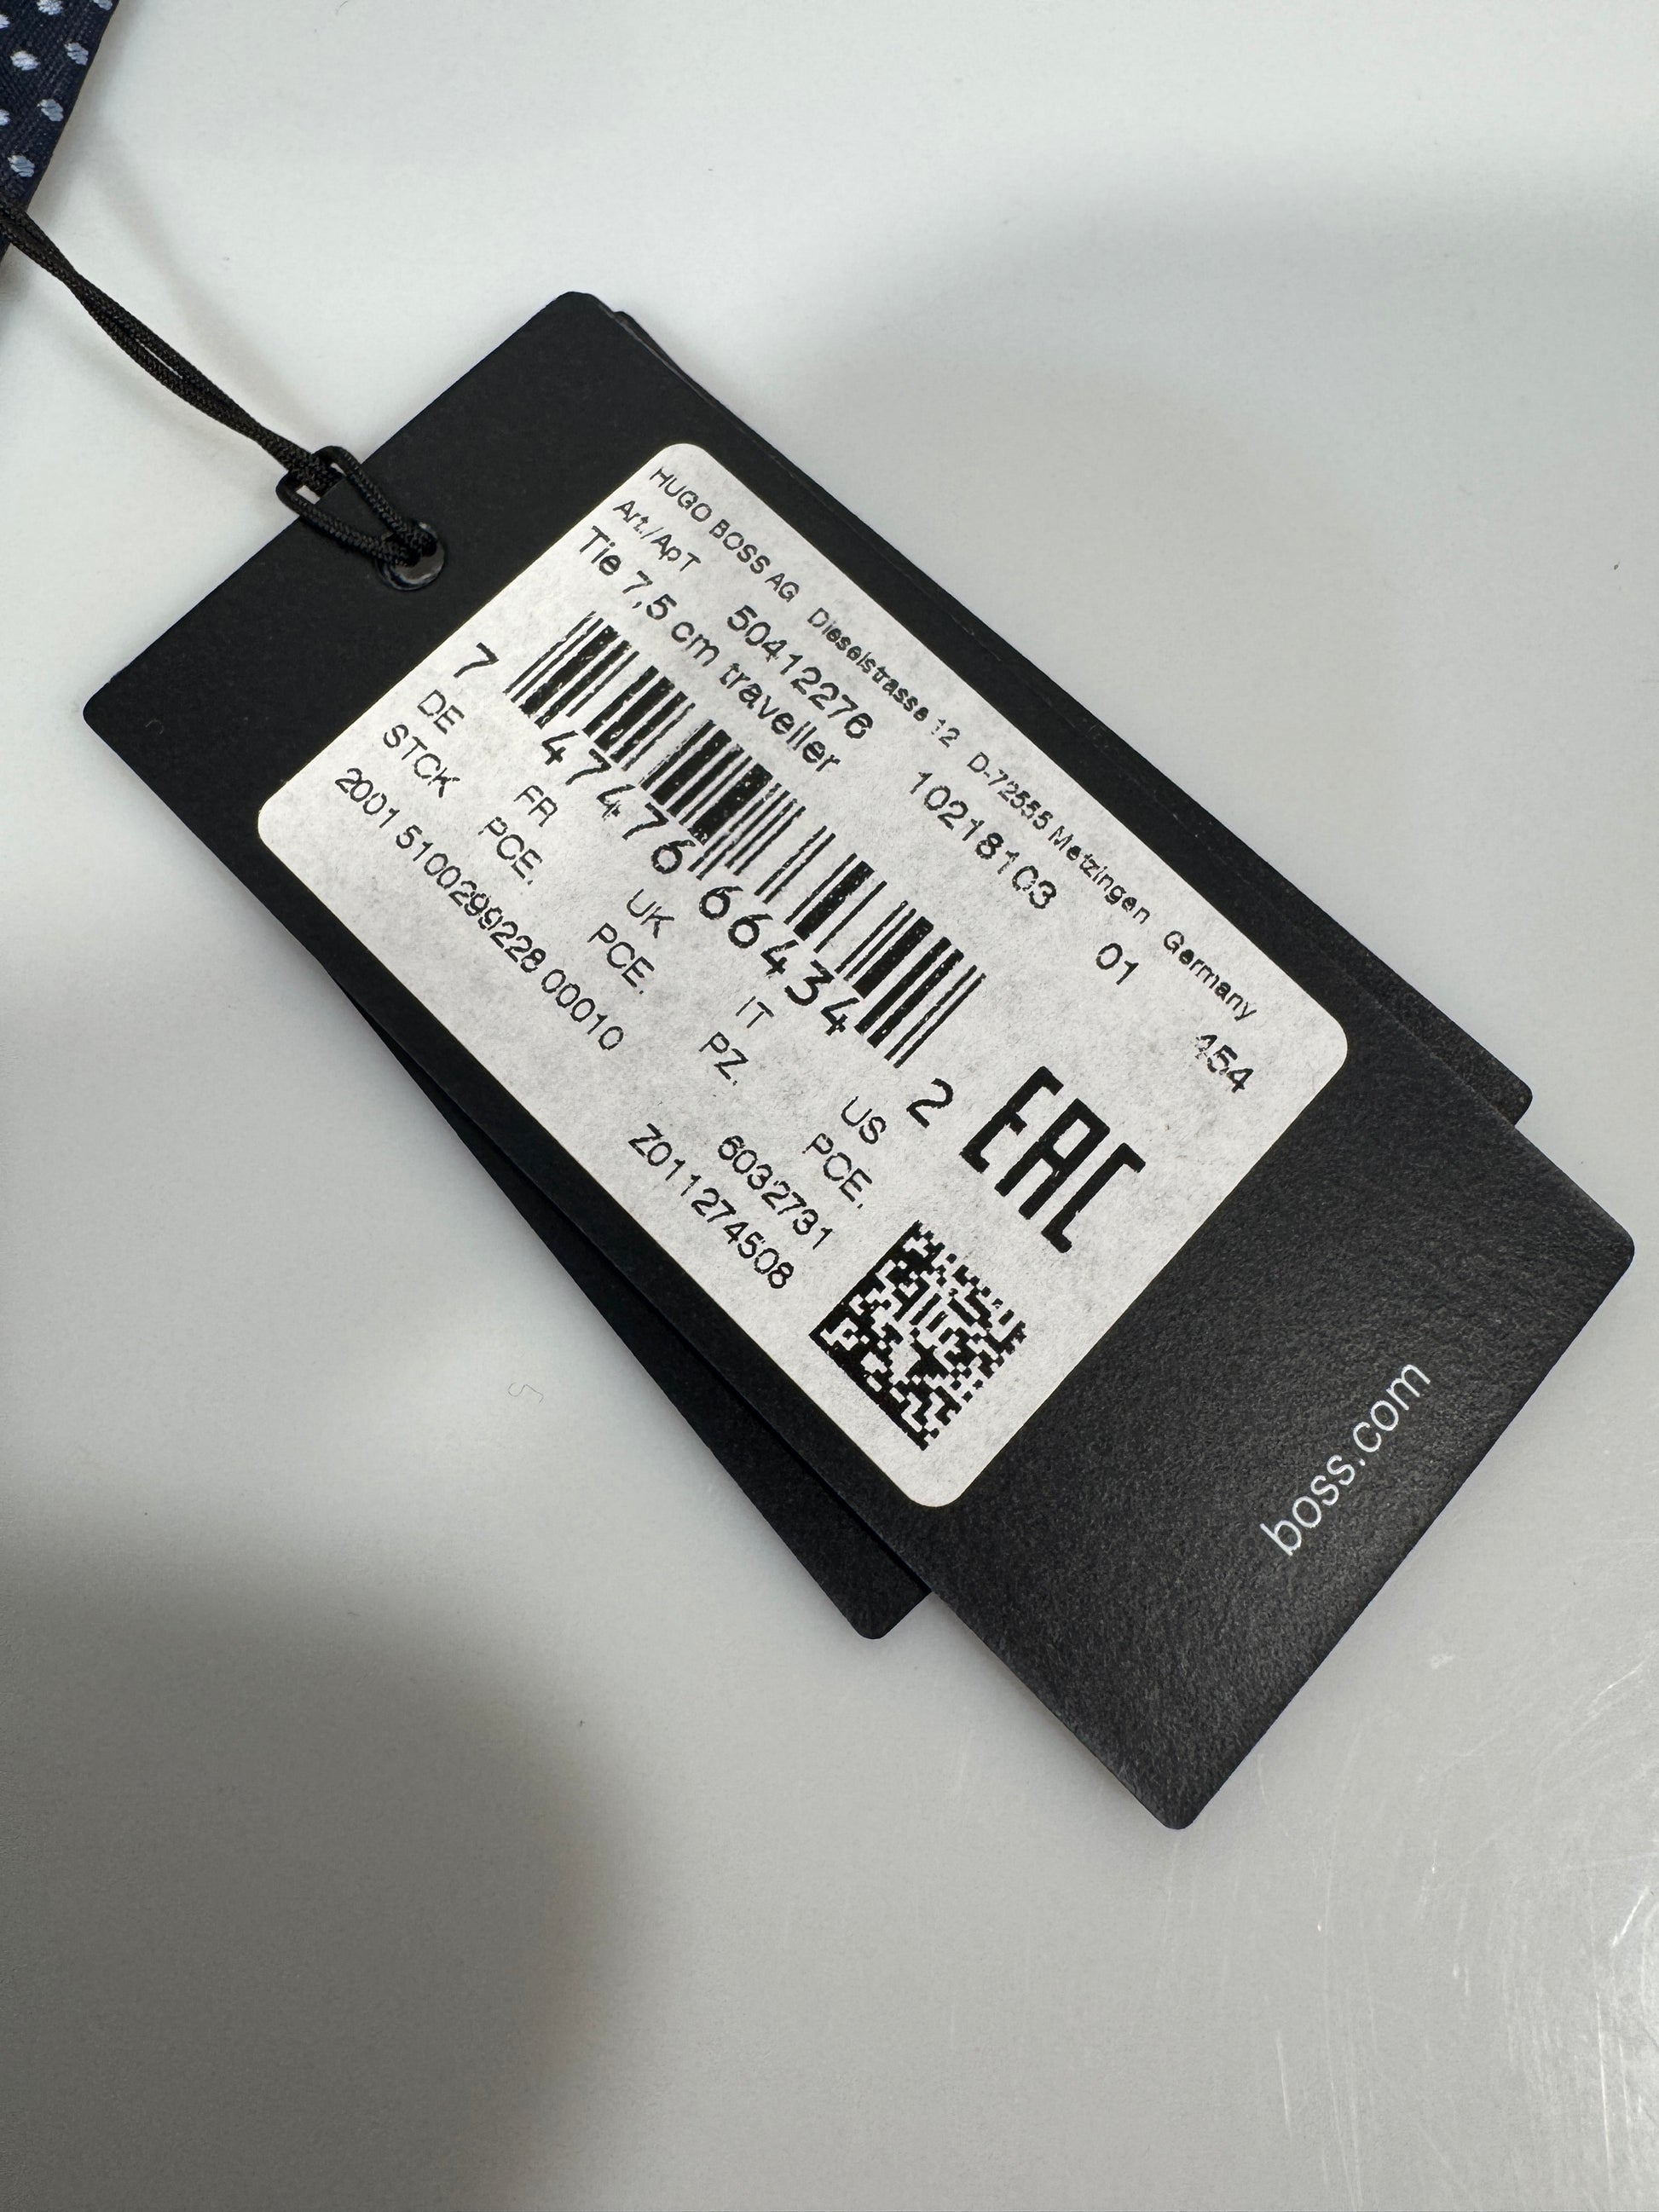 HUGO BOSS AG Dieselstrasse 12 D-72555 Metzingen Germany
Art./Арт 50412276 10218103 01 454
Tie 7,5 cm traveller
7 47476 66434 2
EAC
DE FR UK IT US
STCK PCE. PCE. PZ. PCE.
2001 5100299228 00010 6032731
Z011274508
boss.com